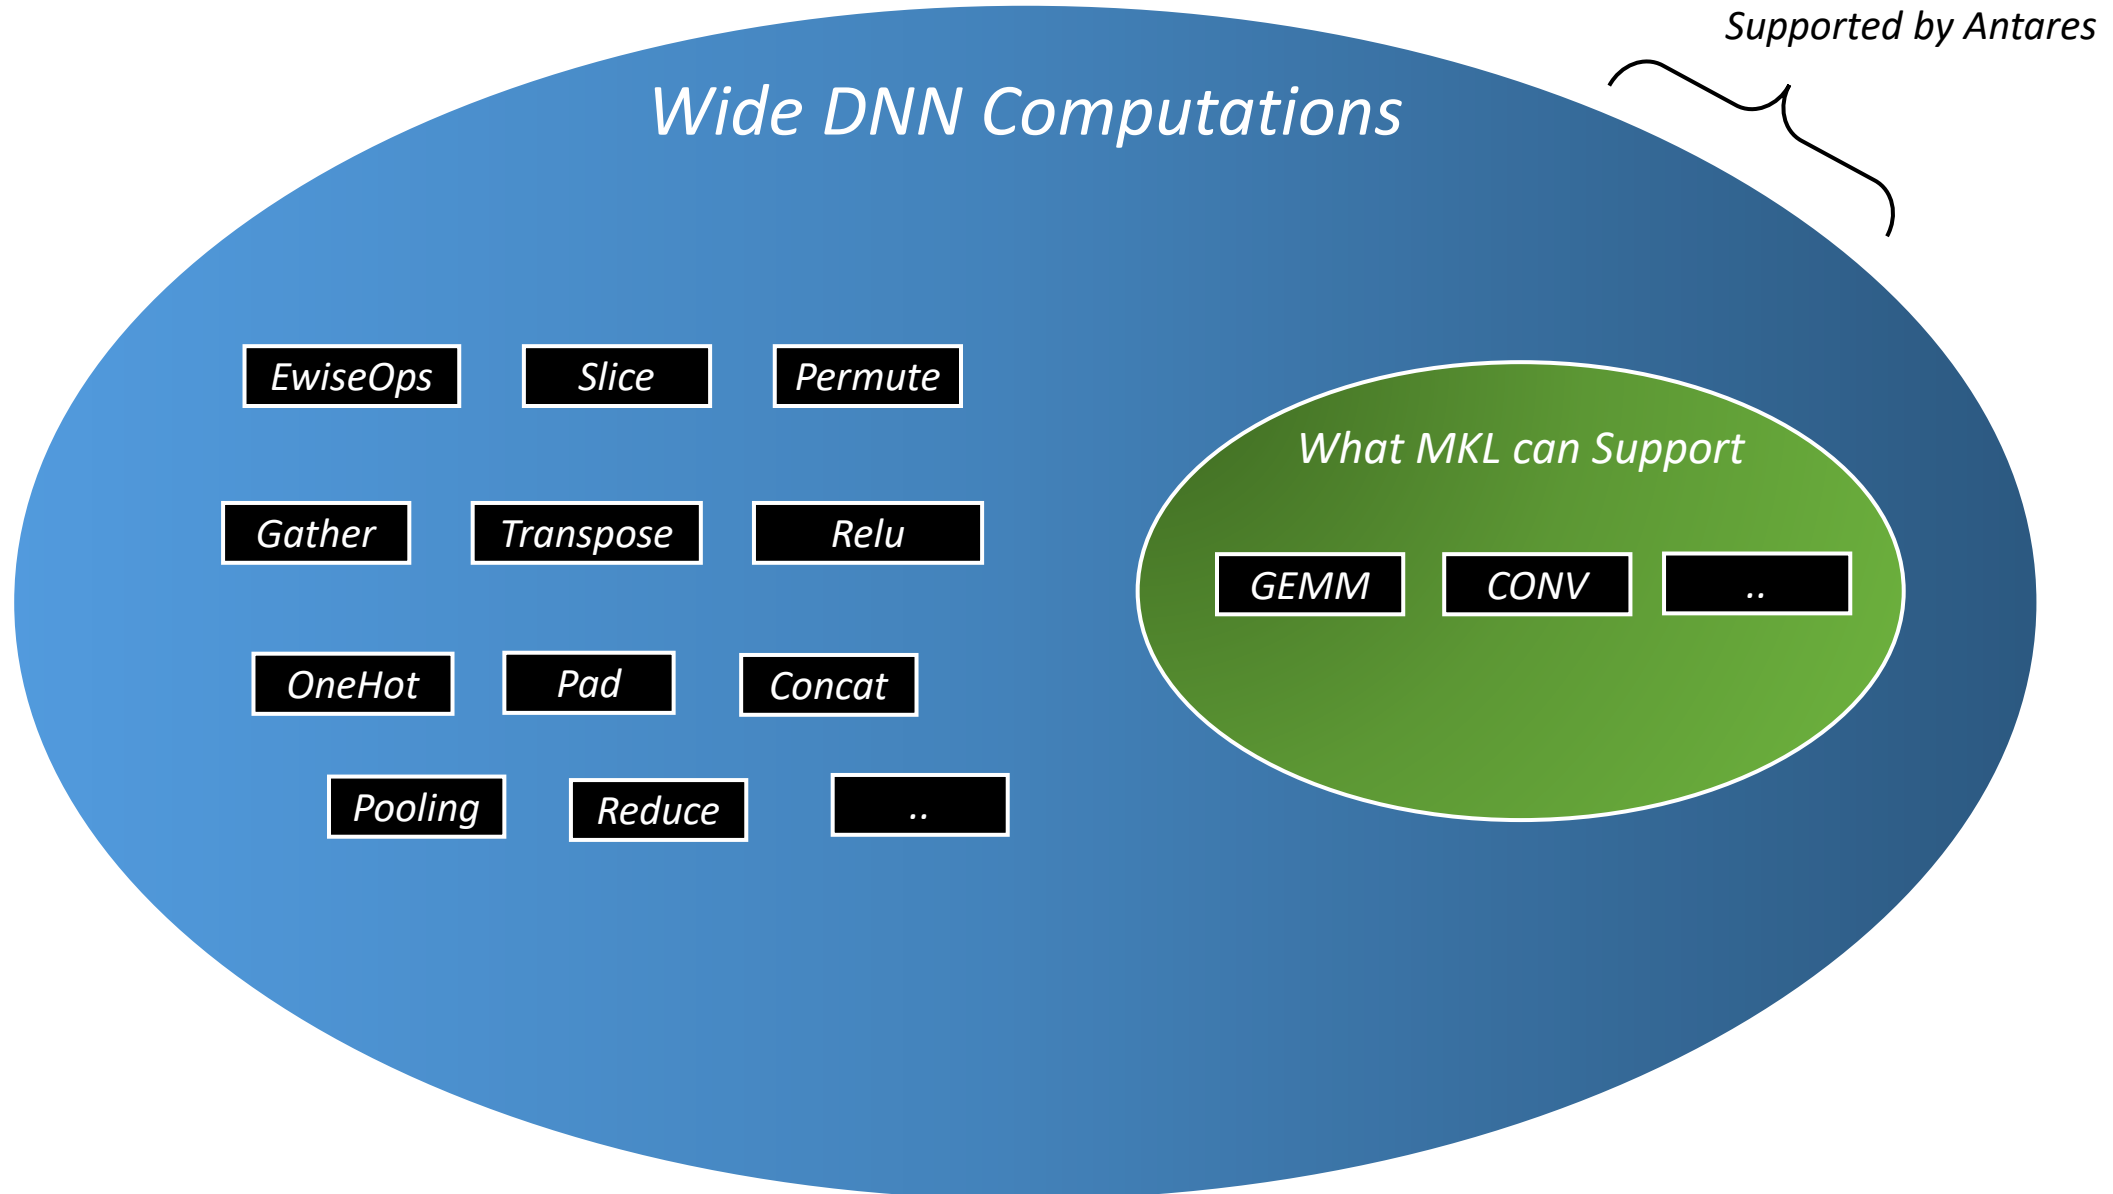 Supported by Antares
Wide DNN Computations
EwiseOps
Slice
Permute
Gather
Transpose
Relu
OneHot
Pad
Concat
Pooling
Reduce
..
What MKL can Support
GEMM
CONV
..